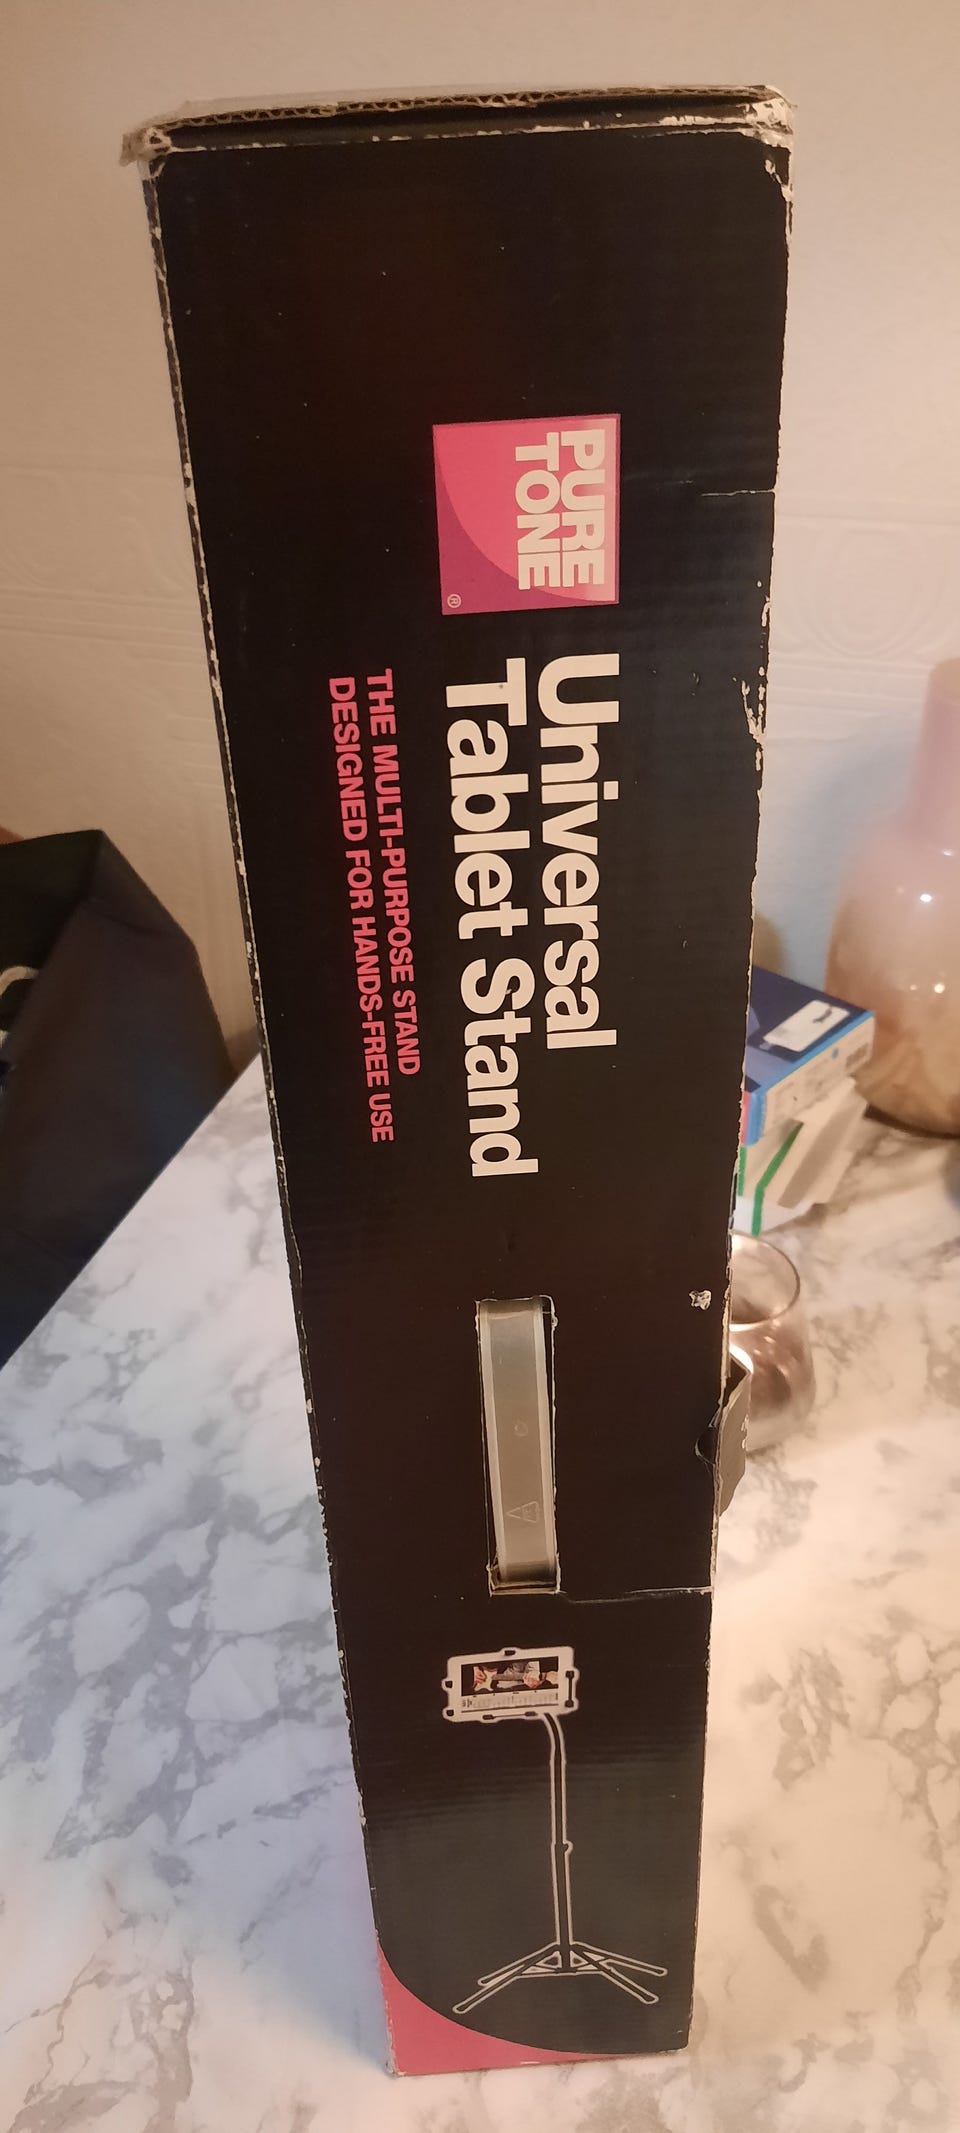 PURE
TONE
®
Universal
Tablet Stand
THE MULTI-PURPOSE STAND
DESIGNED FOR HANDS-FREE USE